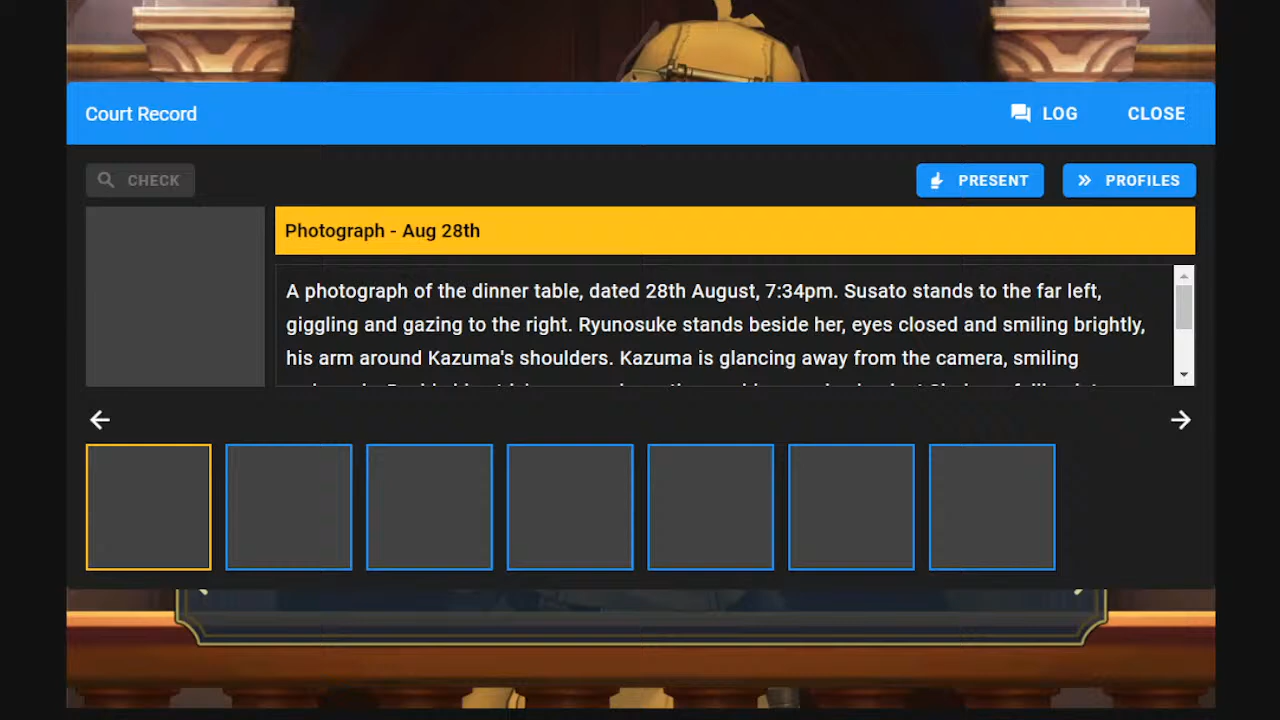 Court Record
LOG
CLOSE
CHECK
PRESENT
PROFILES
Photograph - Aug 28th
A photograph of the dinner table, dated 28th August, 7:34pm. Susato stands to the far left,
giggling and gazing to the right. Ryunosuke stands beside her, eyes closed and smiling brightly,
his arm around Kazuma's shoulders. Kazuma is glancing away from the camera, smiling